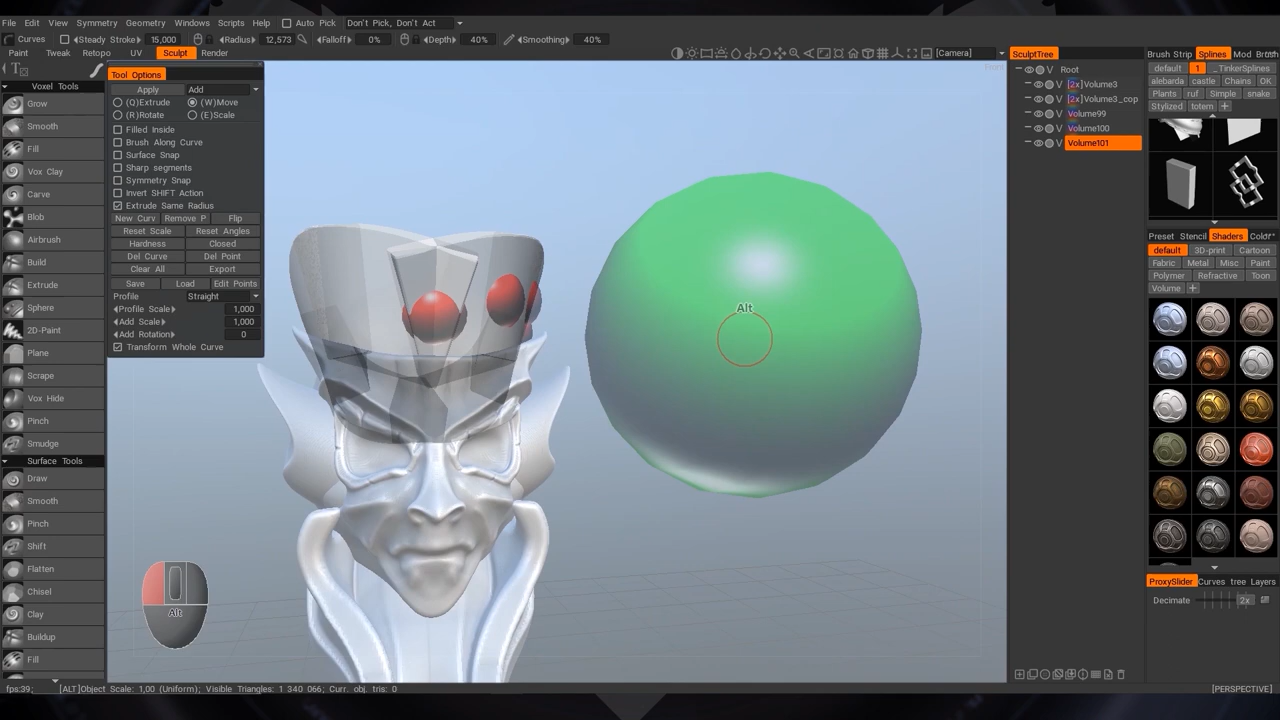 File Edit View Symmetry Geometry Windows Scripts Help Auto Pick Don't Pick, Don't Act
Curves Steady Stroke 15,000 Radius 12,573 Falloff 0% Depth 40% Smoothing 40%
Paint Tweak Retopo UV Sculpt Render [Camera]
Tool Options
Apply Add
(Q)Extrude (W)Move
(R)Rotate (E)Scale
Filled Inside
Brush Along Curve
Surface Snap
Sharp segments
Symmetry Snap
Invert SHIFT Action
Extrude Same Radius
New Curv Remove P Flip
Reset Scale Reset Angles
Hardness Closed
Del Curve Del Point
Clear All Export
Save Load Edit Points
Profile Straight
Profile Scale 1,000
Add Scale 1,000
Add Rotation 0
Transform Whole Curve
Voxel Tools
Grow
Smooth
Fill
Vox Clay
Carve
Blob
Airbrush
Build
Extrude
Sphere
2D-Paint
Plane
Scrape
Vox Hide
Pinch
Smudge
Surface Tools
Draw
Smooth
Pinch
Shift
Flatten
Chisel
Clay
Buildup
Fill
Alt
Alt
SculptTree
V Root
V [2x]Volume3
V [2x]Volume3_cop
V Volume99
V Volume100
V Volume101
Brush Strip Splines Mod
default 1 _TinkerSplines
alebarda castle Chains OK
Plants ruf Simple snake
Stylized totem
Preset Stencil Shaders Color
default 3D-print Cartoon
Fabric Metal Misc Paint
Polymer Refractive Toon
Volume
ProxySlider Curves tree Layers
Decimate 2x
fps:39; [ALT]Object Scale: 1,00 (Uniform); Visible Triangles: 1 340 066; Curr. obj. tris: 0 [PERSPECTIVE]